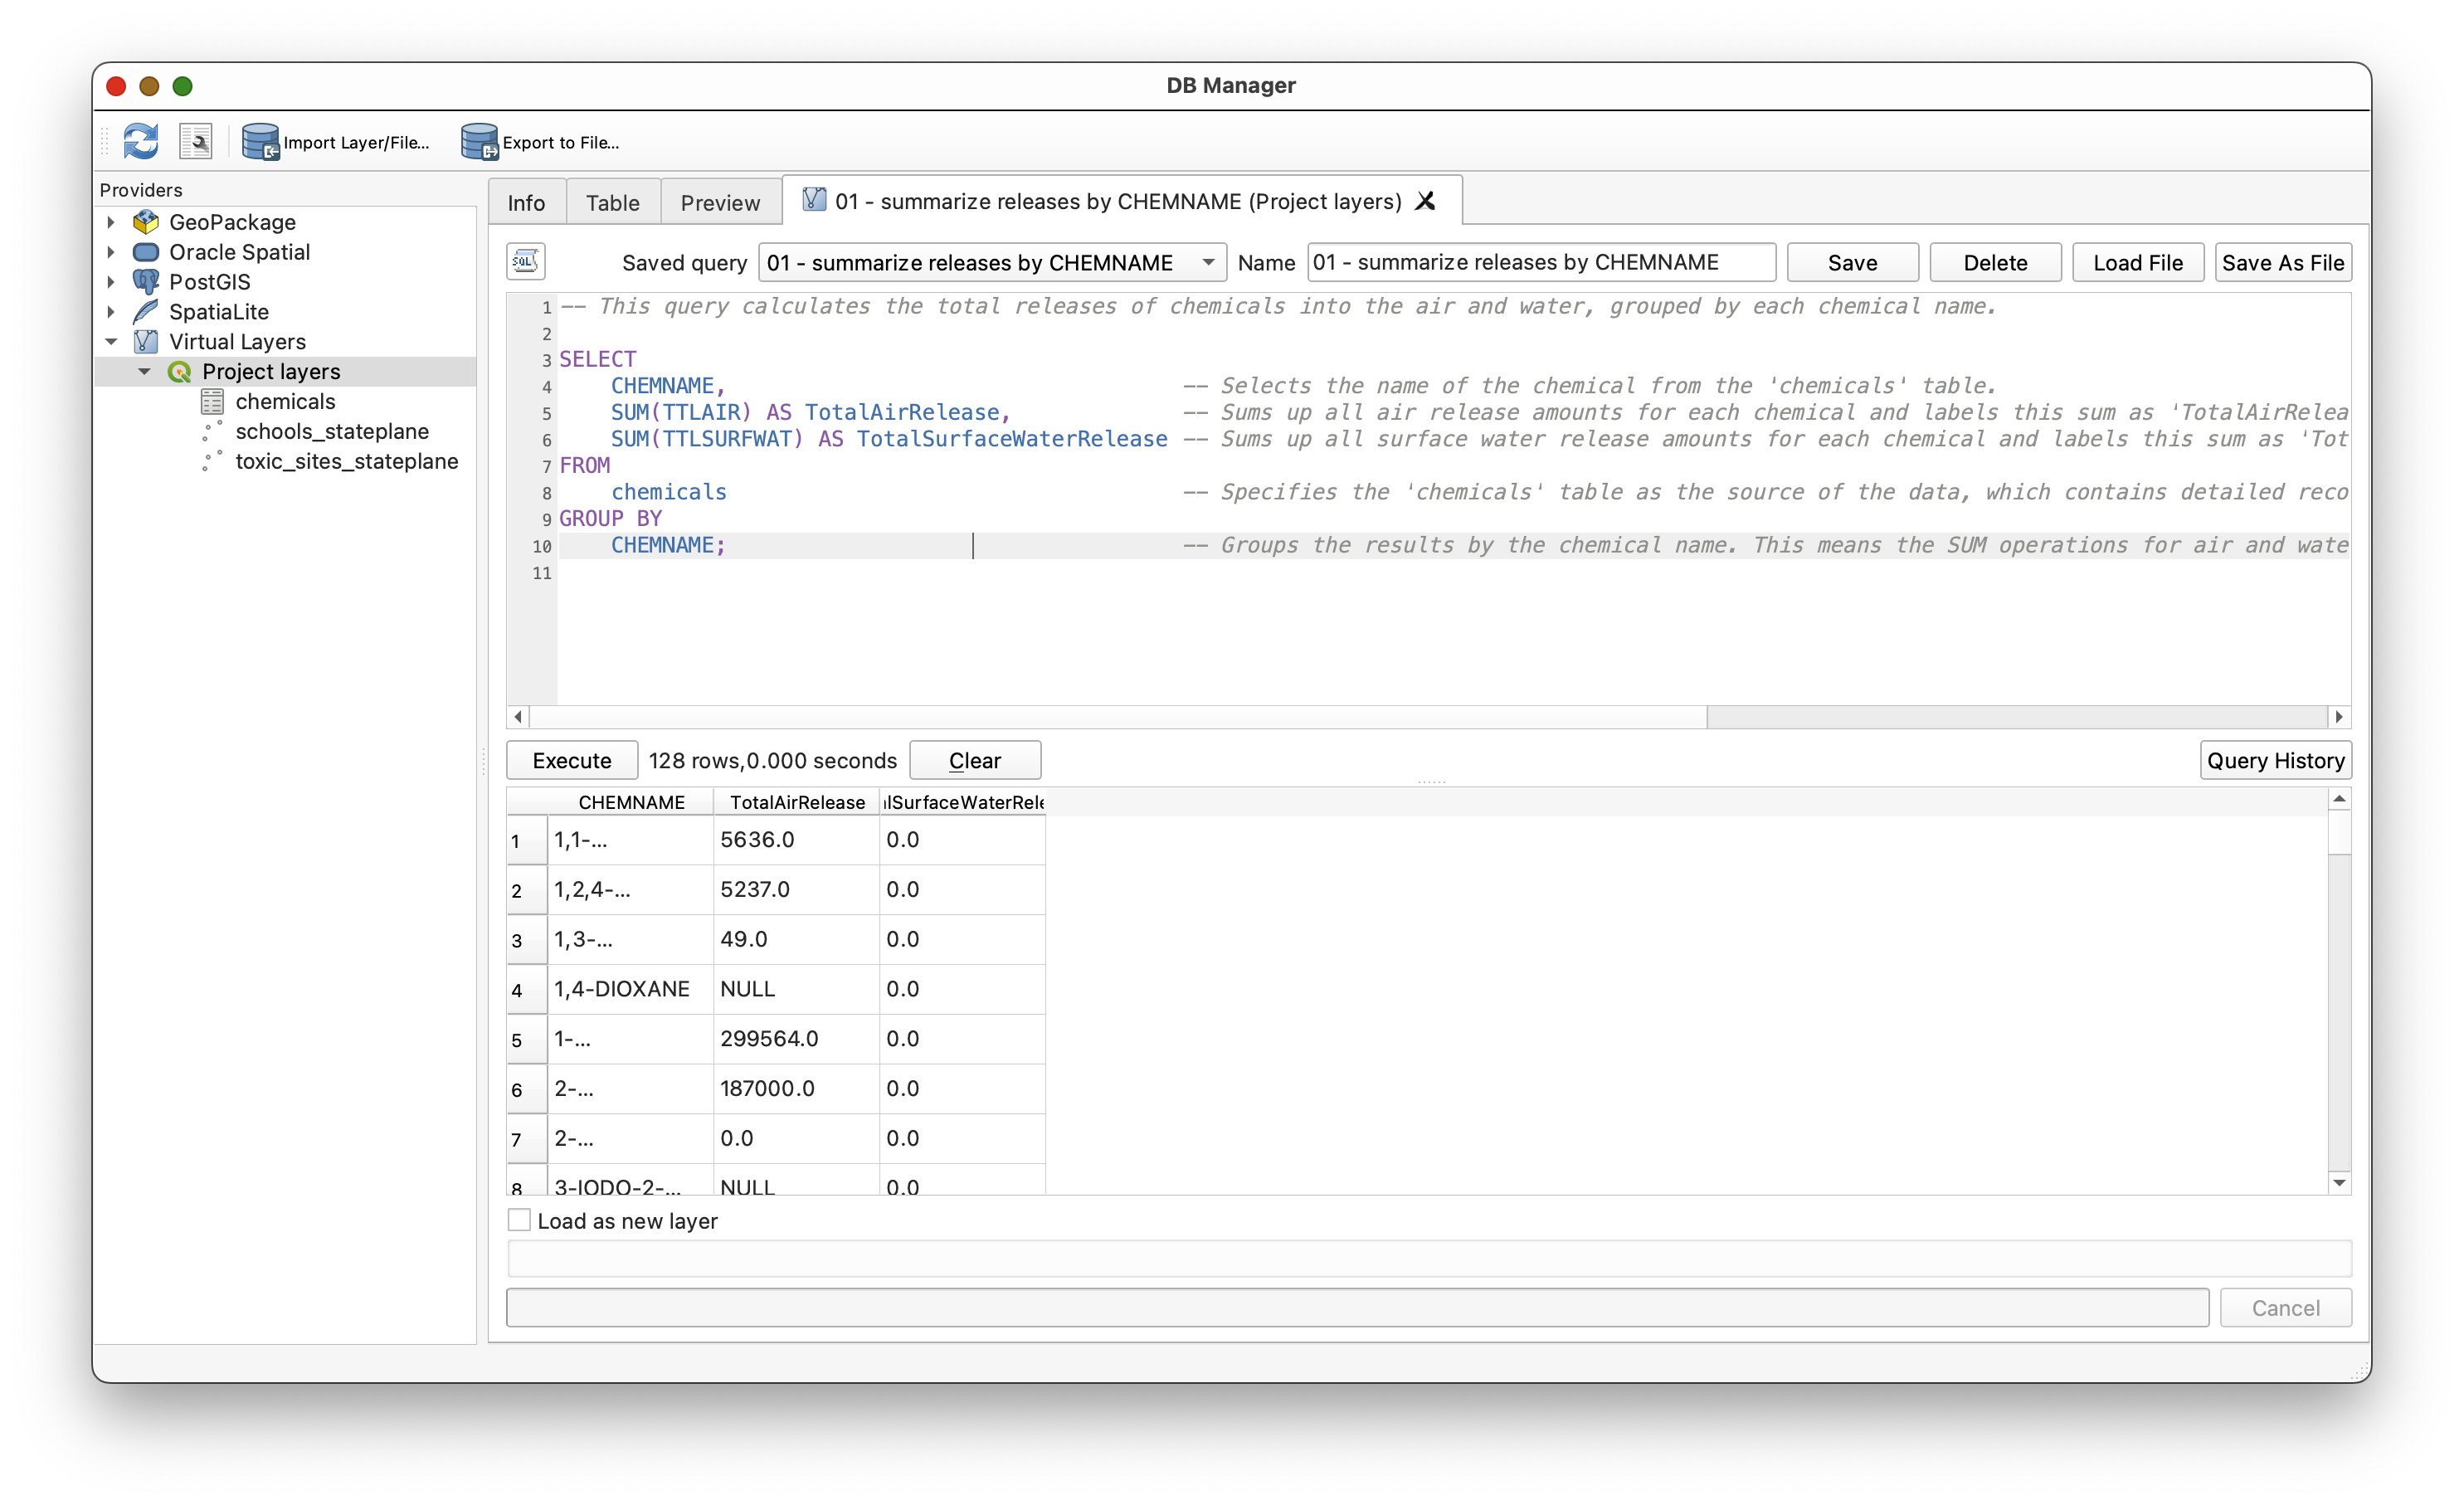 DB Manager
Import Layer/File...
Export to File...
Providers
GeoPackage
Oracle Spatial
PostGIS
SpatiaLite
Virtual Layers
Project layers
chemicals
schools_stateplane
toxic_sites_stateplane
Info Table Preview 01 - summarize releases by CHEMNAME (Project layers)
SQL Saved query 01 - summarize releases by CHEMNAME Name 01 - summarize releases by CHEMNAME Save Delete Load File Save As File
1 -- This query calculates the total releases of chemicals into the air and water, grouped by each chemical name.
2
3 SELECT
4 CHEMNAME, -- Selects the name of the chemical from the 'chemicals' table.
5 SUM(TTLAIR) AS TotalAirRelease, -- Sums up all air release amounts for each chemical and labels this sum as 'TotalAirRelea
6 SUM(TTLSURFWAT) AS TotalSurfaceWaterRelease -- Sums up all surface water release amounts for each chemical and labels this sum as 'Tot
7 FROM
8 chemicals -- Specifies the 'chemicals' table as the source of the data, which contains detailed reco
9 GROUP BY
10 CHEMNAME; -- Groups the results by the chemical name. This means the SUM operations for air and wate
11
Execute 128 rows,0.000 seconds Clear Query History
CHEMNAME TotalAirRelease lSurfaceWaterRele
1 1,1-... 5636.0 0.0
2 1,2,4-... 5237.0 0.0
3 1,3-... 49.0 0.0
4 1,4-DIOXANE NULL 0.0
5 1-... 299564.0 0.0
6 2-... 187000.0 0.0
7 2-... 0.0 0.0
8 3-IODO-2-... NULL 0.0
Load as new layer
Cancel